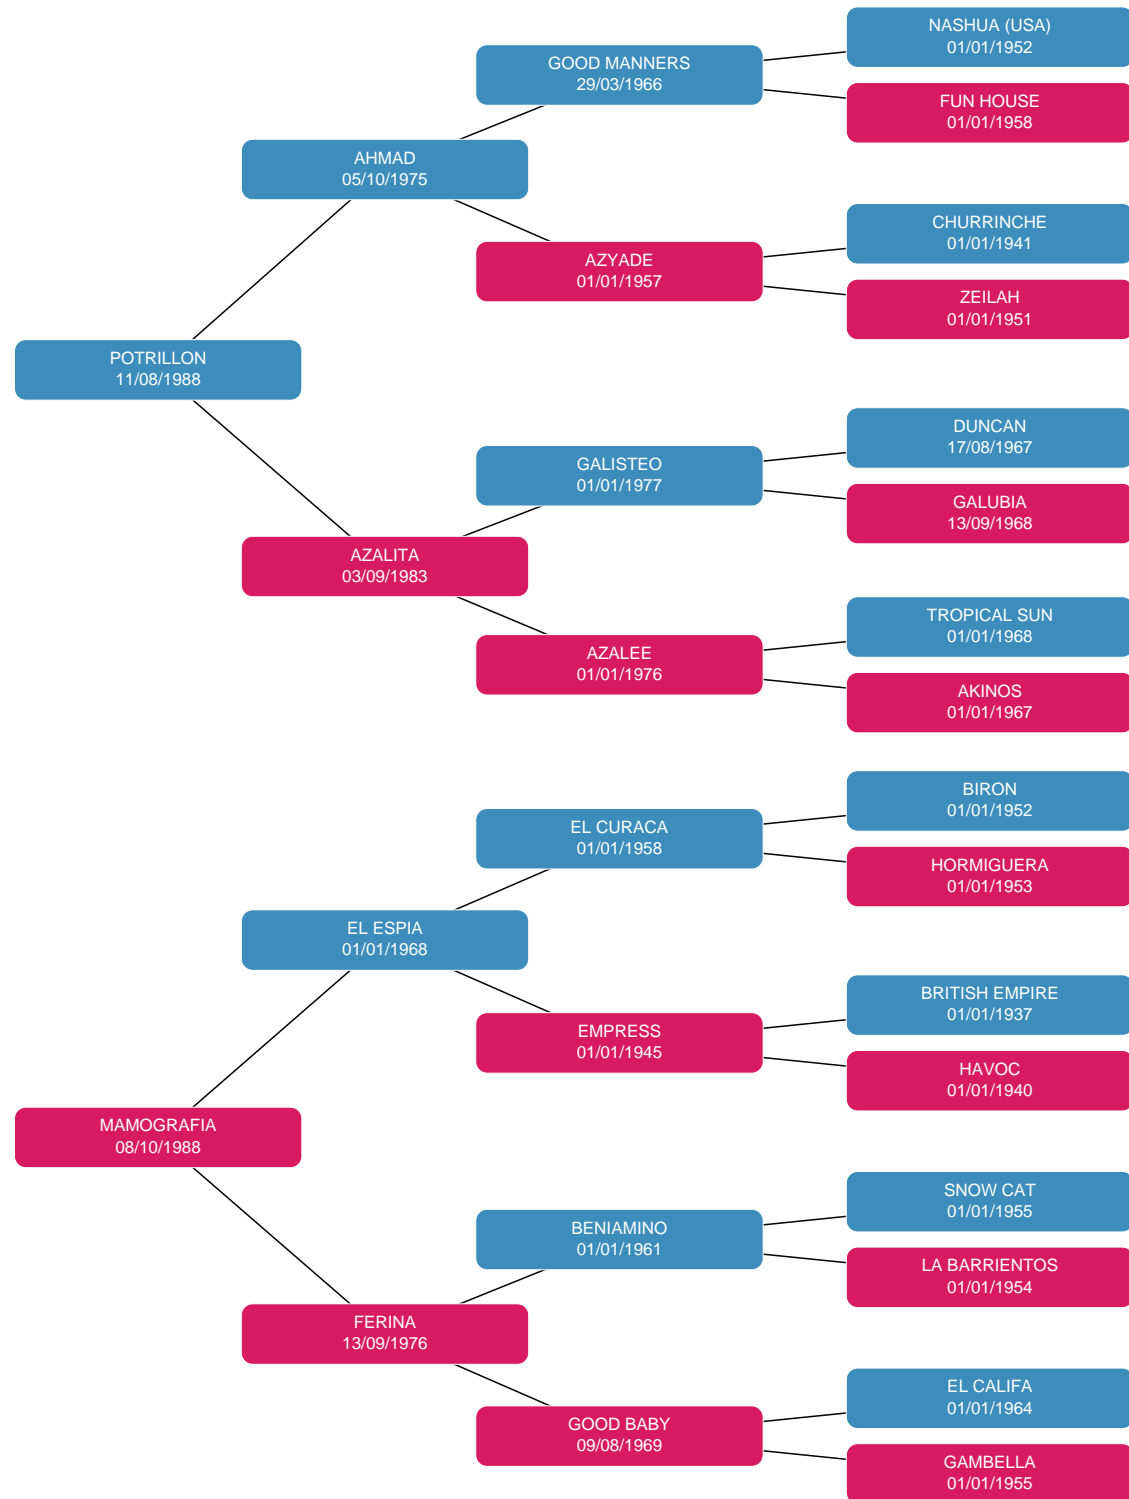 NASHUA (USA)
01/01/1952
GOOD MANNERS
29/03/1966
FUN HOUSE
01/01/1958
AHMAD
05/10/1975
CHURRINCHE
01/01/1941
AZYADE
01/01/1957
ZEILAH
01/01/1951
POTRILLON
11/08/1988
DUNCAN
17/08/1967
GALISTEO
01/01/1977
GALUBIA
13/09/1968
AZALITA
03/09/1983
TROPICAL SUN
01/01/1968
AZALEE
01/01/1976
AKINOS
01/01/1967
BIRON
01/01/1952
EL CURACA
01/01/1958
HORMIGUERA
01/01/1953
EL ESPIA
01/01/1968
BRITISH EMPIRE
01/01/1937
EMPRESS
01/01/1945
HAVOC
01/01/1940
MAMOGRAFIA
08/10/1988
SNOW CAT
01/01/1955
BENIAMINO
01/01/1961
LA BARRIENTOS
01/01/1954
FERINA
13/09/1976
EL CALIFA
01/01/1964
GOOD BABY
09/08/1969
GAMBELLA
01/01/1955